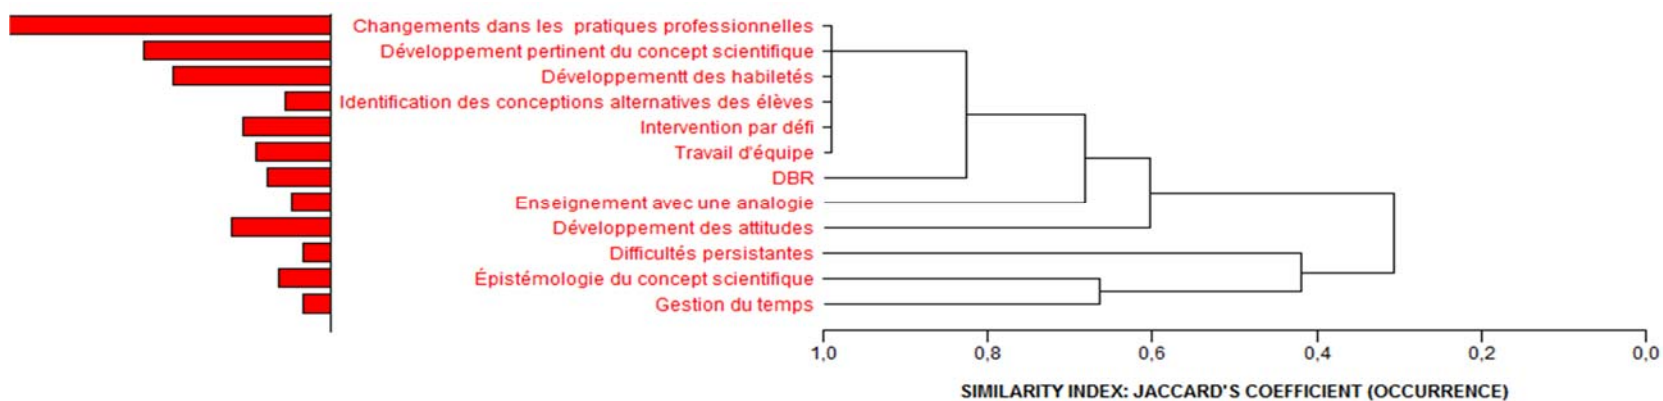 Changements dans les pratiques professionnelles
Développement pertinent du concept scientifique
Développementt des habiletés
Identification des conceptions alternatives des élèves
Intervention par défi
Travail d'équipe
DBR
Enseignement avec une analogie
Développement des attitudes
Difficultés persistantes
Épistémologie du concept scientifique
Gestion du temps
1,0 0,8 0,6 0,4 0,2 0,0
SIMILARITY INDEX: JACCARD'S COEFFICIENT (OCCURRENCE)